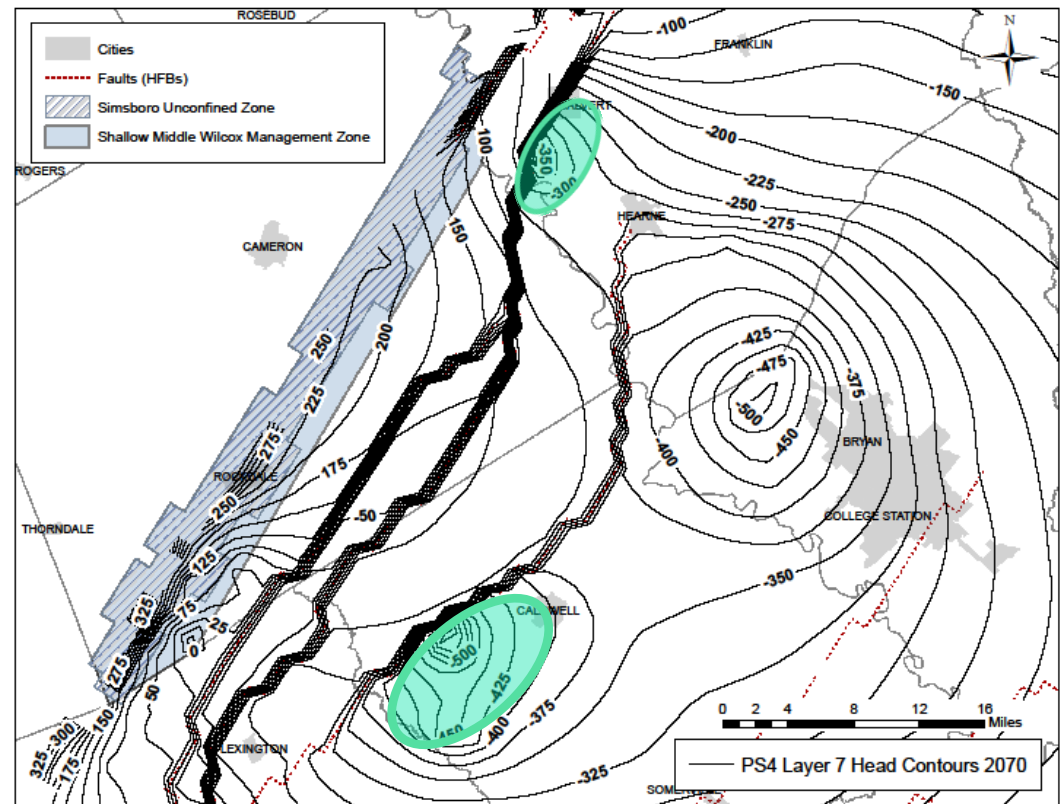 ROSEBUD
Cities
Faults (HFBs)
Simsboro Unconfined Zone
Shallow Middle Wilcox Management Zone
N
-100
FRANKLIN
-150
-200
-225
-250
-275
100
-350
-300
HEARNE
ROGERS
CAMERON
150
200
250
225
275
ROCKDALE
250
175
-50
THORNDALE
125
325
75
25
0
275
50
150
300
325
175
LEXINGTON
-425
-475
-500
-450
-375
-400
BRYAN
COLLEGE STATION
-350
-500
-425
-450
-400
-375
-325
0 2 4 8 12 16
Miles
PS4 Layer 7 Head Contours 2070